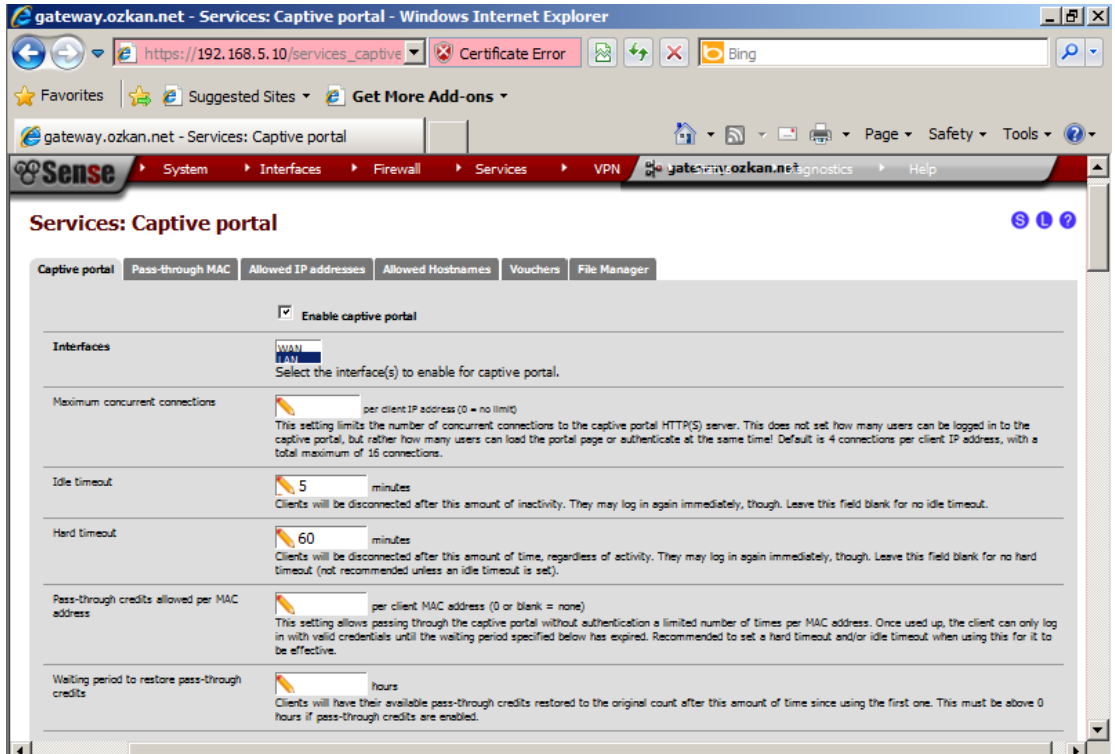 gateway.ozkan.net - Services: Captive portal - Windows Internet Explorer
https://192.168.5.10/services_captive Certificate Error Bing
Favorites Suggested Sites Get More Add-ons
gateway.ozkan.net - Services: Captive portal Page Safety Tools
Sense System Interfaces Firewall Services VPN gateway.ozkan.net Diagnostics Help
Services: Captive portal S L ?
Captive portal Pass-through MAC Allowed IP addresses Allowed Hostnames Vouchers File Manager
Enable captive portal
Interfaces WAN
LAN
Select the interface(s) to enable for captive portal.
Maximum concurrent connections per client IP address (0 = no limit)
This setting limits the number of concurrent connections to the captive portal HTTP(S) server. This does not set how many users can be logged in to the
captive portal, but rather how many users can load the portal page or authenticate at the same time! Default is 4 connections per client IP address, with a
total maximum of 16 connections.
Idle timeout 5 minutes
Clients will be disconnected after this amount of inactivity. They may log in again immediately, though. Leave this field blank for no idle timeout.
Hard timeout 60 minutes
Clients will be disconnected after this amount of time, regardless of activity. They may log in again immediately, though. Leave this field blank for no hard
timeout (not recommended unless an idle timeout is set).
Pass-through credits allowed per MAC
address
per client MAC address (0 or blank = none)
This setting allows passing through the captive portal without authentication a limited number of times per MAC address. Once used up, the client can only log
in with valid credentials until the waiting period specified below has expired. Recommended to set a hard timeout and/or idle timeout when using this for it to
be effective.
Waiting period to restore pass-through
credits
hours
Clients will have their available pass-through credits restored to the original count after this amount of time since using the first one. This must be above 0
hours if pass-through credits are enabled.